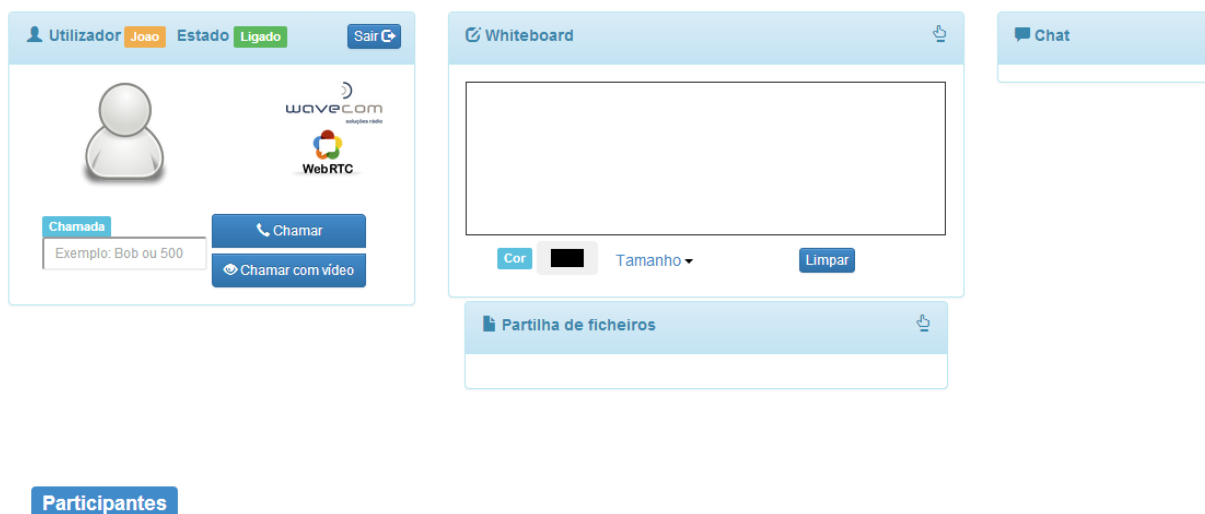 Utilizador Joao Estado Ligado Sair
wavecom
soluções rádio
WebRTC
Chamada
Exemplo: Bob ou 500
Chamar
Chamar com vídeo
Whiteboard
Cor Tamanho Limpar
Partilha de ficheiros
Chat
Participantes